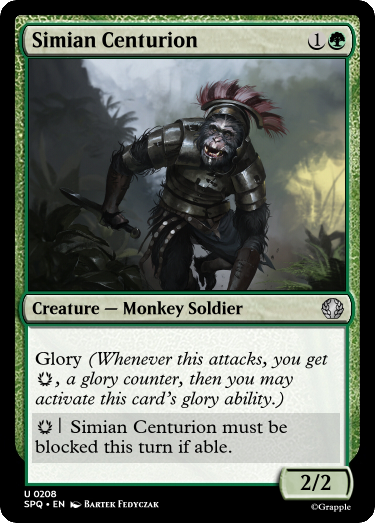 Simian Centurion 1
Creature — Monkey Soldier
Glory (Whenever this attacks, you get
, a glory counter, then you may
activate this card's glory ability.)
| Simian Centurion must be
blocked this turn if able.
2/2
U 0208
SPQ • EN Bartek Fedyczak
©Grapple